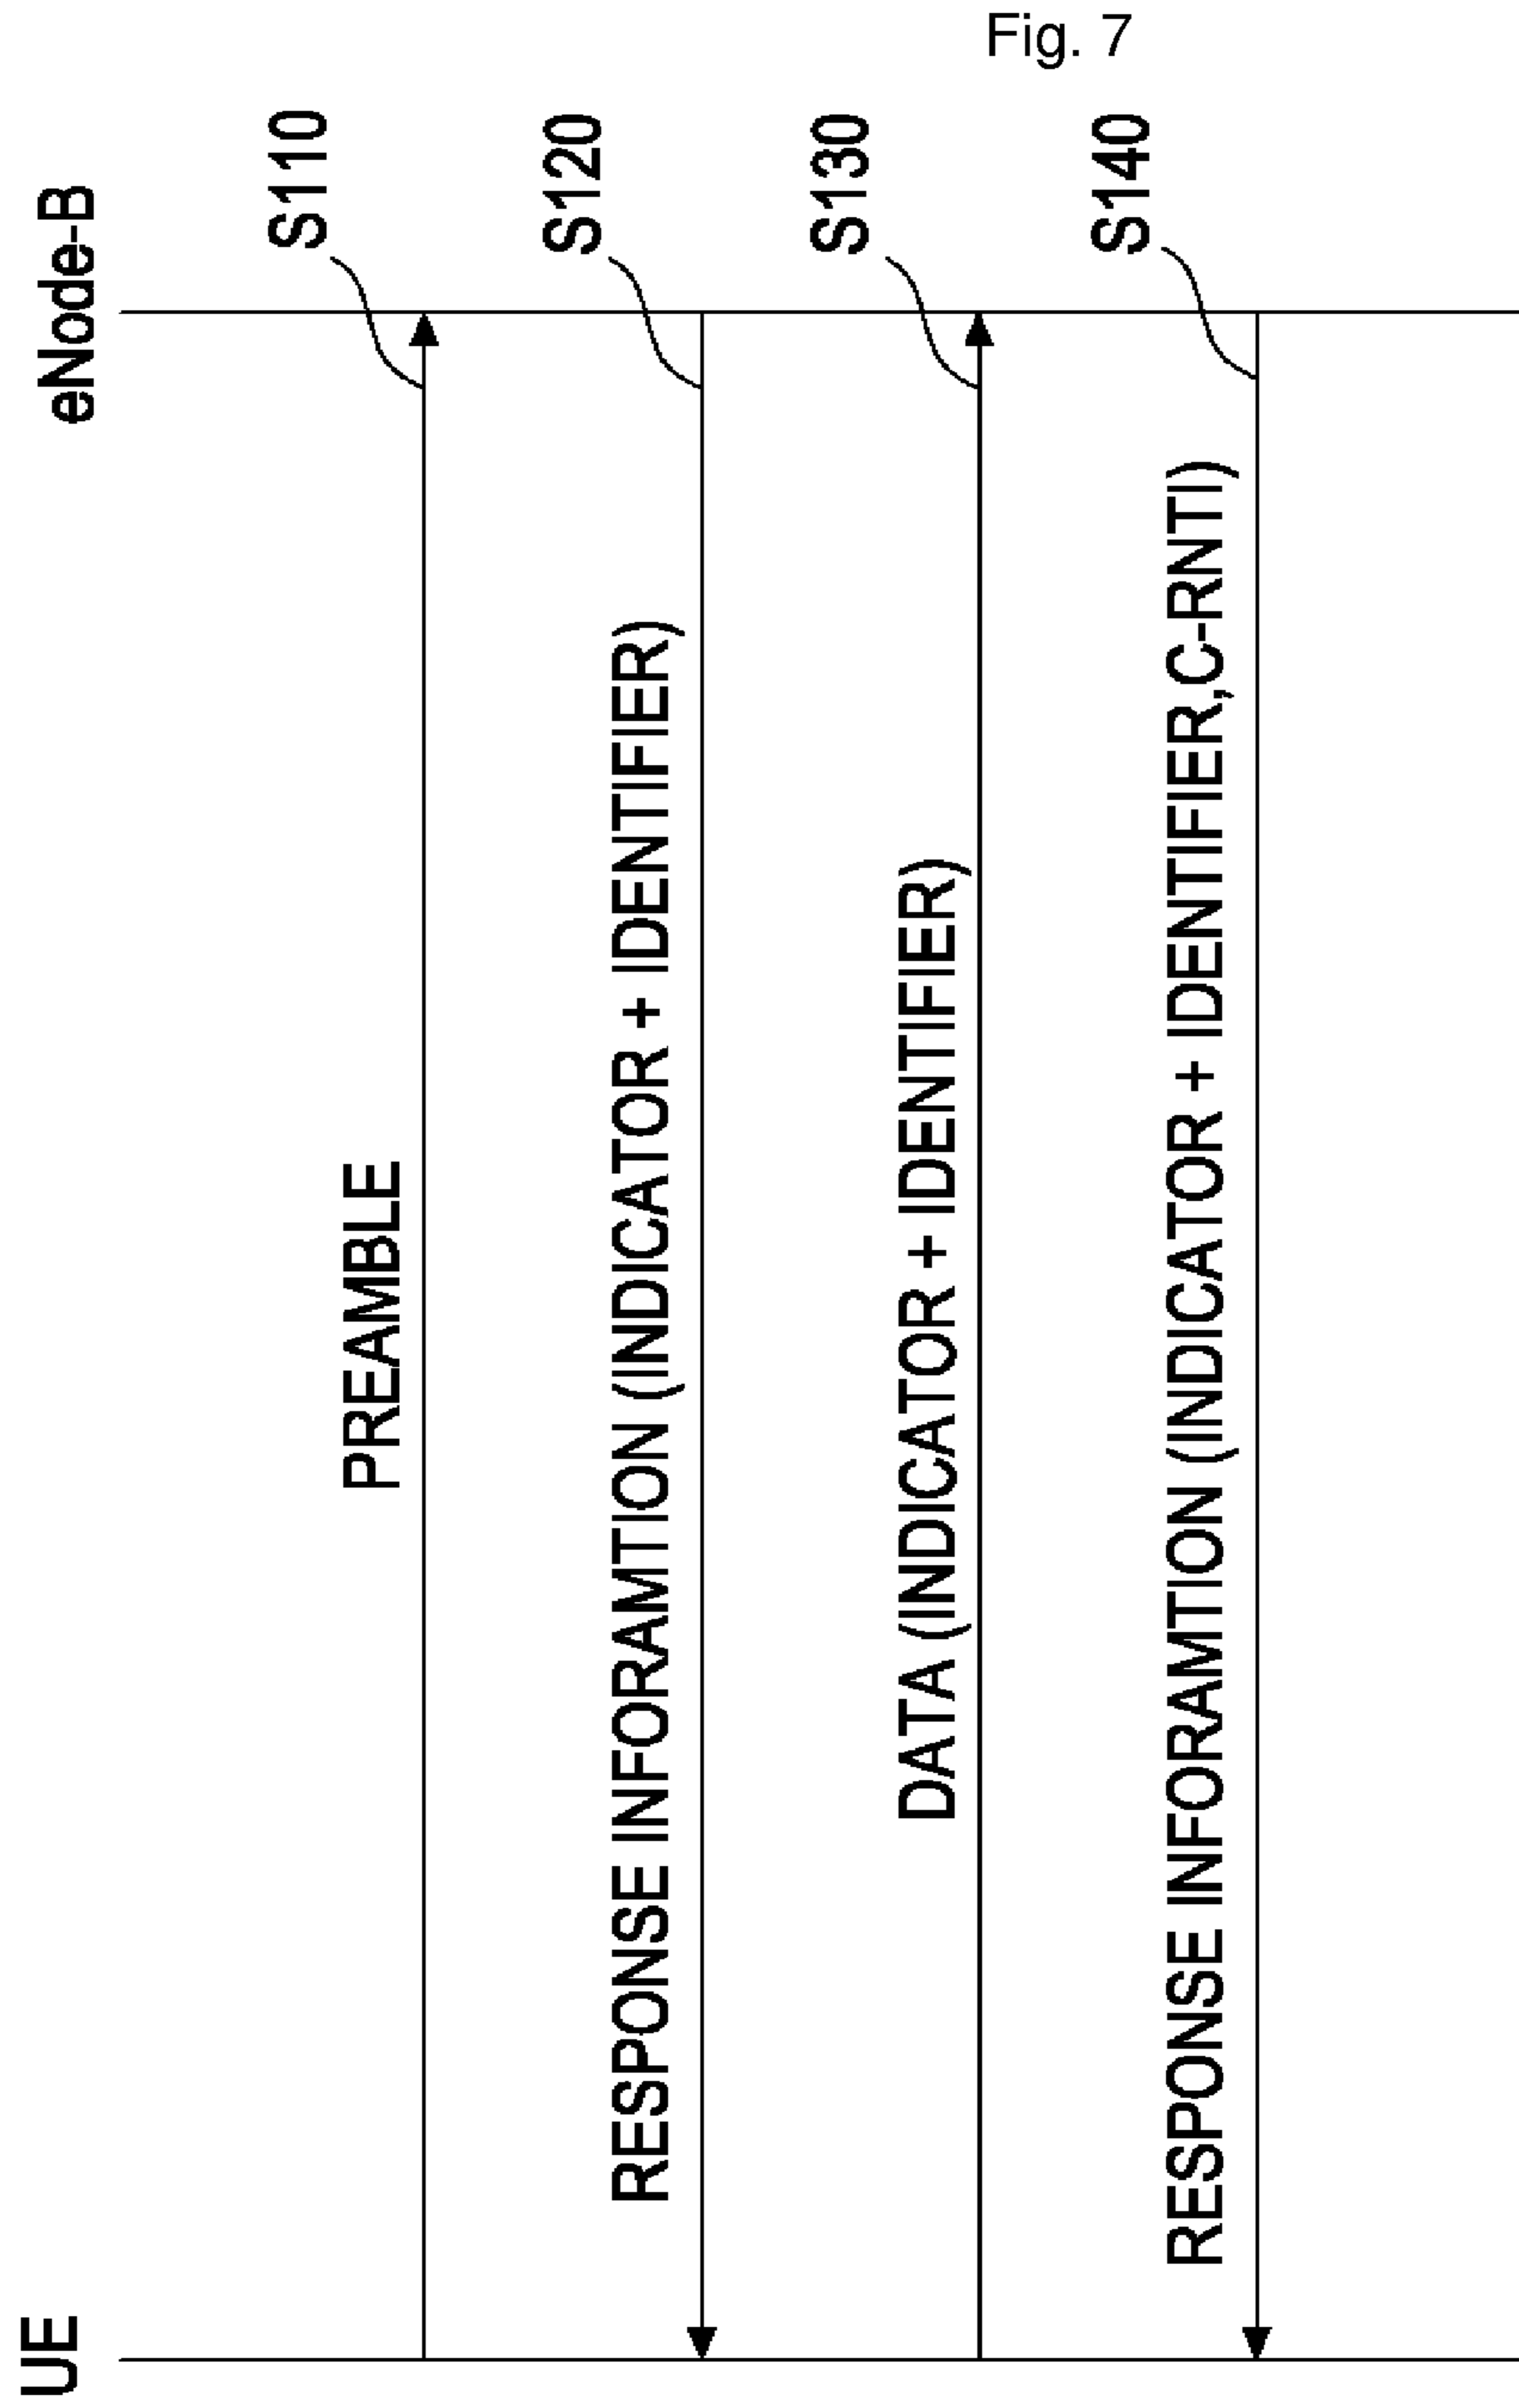 Fig. 7
UE
eNode-B
PREAMBLE
S110
RESPONSE INFORAMTION (INDICATOR + IDENTIFIER)
S120
DATA (INDICATOR + IDENTIFIER)
S130
RESPONSE INFORAMTION (INDICATOR + IDENTIFIER,C-RNTI)
S140